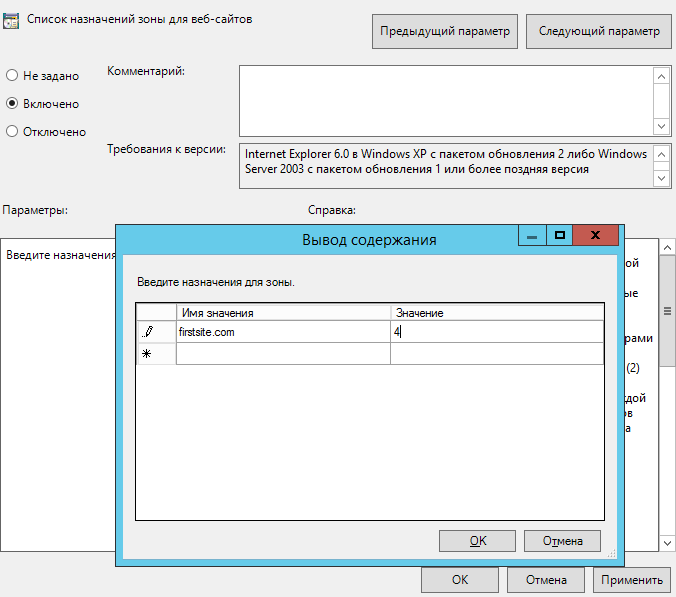 Список назначений зоны для веб-сайтов
Предыдущий параметр
Следующий параметр
Не задано
Включено
Отключено
Комментарий:
Требования к версии:
Internet Explorer 6.0 в Windows XP с пакетом обновления 2 либо Windows
Server 2003 с пакетом обновления 1 или более поздняя версия
Параметры:
Справка:
Введите назначения
Вывод содержания
Введите назначения для зоны.
Имя значения
Значение
firstsite.com
4
OK
Отмена
ой
ые
рами
(2)
ждой
ов
а
ОК
Отмена
Применить